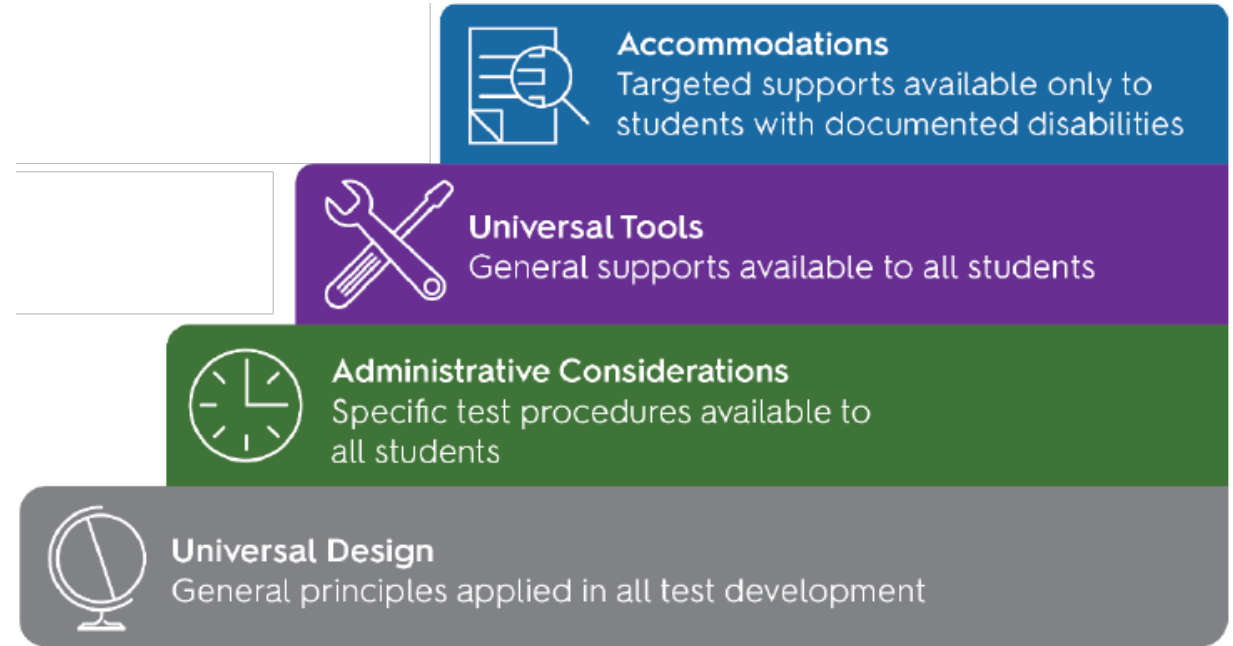 Accommodations
Targeted supports available only to
students with documented disabilities
Universal Tools
General supports available to all students
Administrative Considerations
Specific test procedures available to
all students
Universal Design
General principles applied in all test development